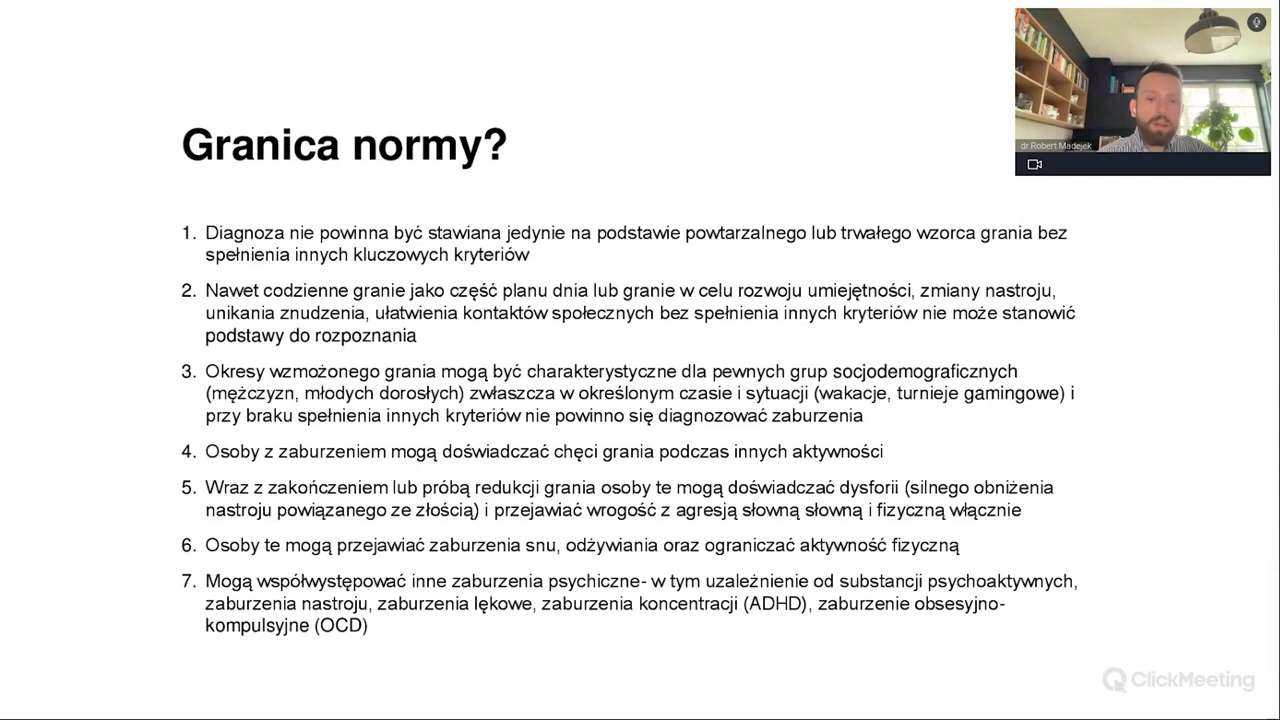 dr Robert Madejek
Granica normy?
1. Diagnoza nie powinna być stawiana jedynie na podstawie powtarzalnego lub trwałego wzorca grania bez
spełnienia innych kluczowych kryteriów
2. Nawet codzienne granie jako część planu dnia lub granie w celu rozwoju umiejętności, zmiany nastroju,
unikania znudzenia, ułatwienia kontaktów społecznych bez spełnienia innych kryteriów nie może stanowić
podstawy do rozpoznania
3. Okresy wzmożonego grania mogą być charakterystyczne dla pewnych grup socjodemograficznych
(mężczyzn, młodych dorosłych) zwłaszcza w określonym czasie i sytuacji (wakacje, turnieje gamingowe) i
przy braku spełnienia innych kryteriów nie powinno się diagnozować zaburzenia
4. Osoby z zaburzeniem mogą doświadczać chęci grania podczas innych aktywności
5. Wraz z zakończeniem lub próbą redukcji grania osoby te mogą doświadczać dysforii (silnego obniżenia
nastroju powiązanego ze złością) i przejawiać wrogość z agresją słowną słowną i fizyczną włącznie
6. Osoby te mogą przejawiać zaburzenia snu, odżywiania oraz ograniczać aktywność fizyczną
7. Mogą współwystępować inne zaburzenia psychiczne- w tym uzależnienie od substancji psychoaktywnych,
zaburzenia nastroju, zaburzenia lękowe, zaburzenia koncentracji (ADHD), zaburzenie obsesyjno-
kompulsyjne (OCD)
ClickMeeting